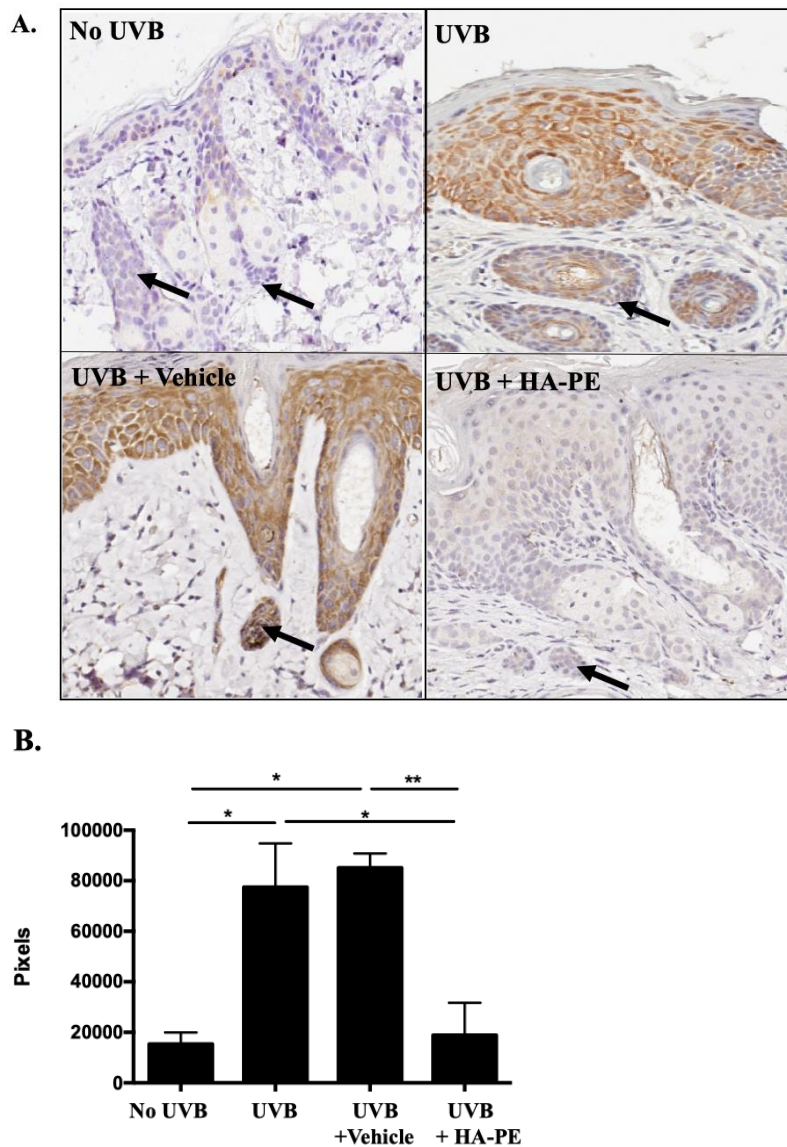 A.
No UVB
UVB
UVB + Vehicle
UVB + HA-PE
B.
* **
* *
100000
80000
60000
40000
20000
0
Pixels
No UVB UVB UVB UVB
+Vehicle + HA-PE